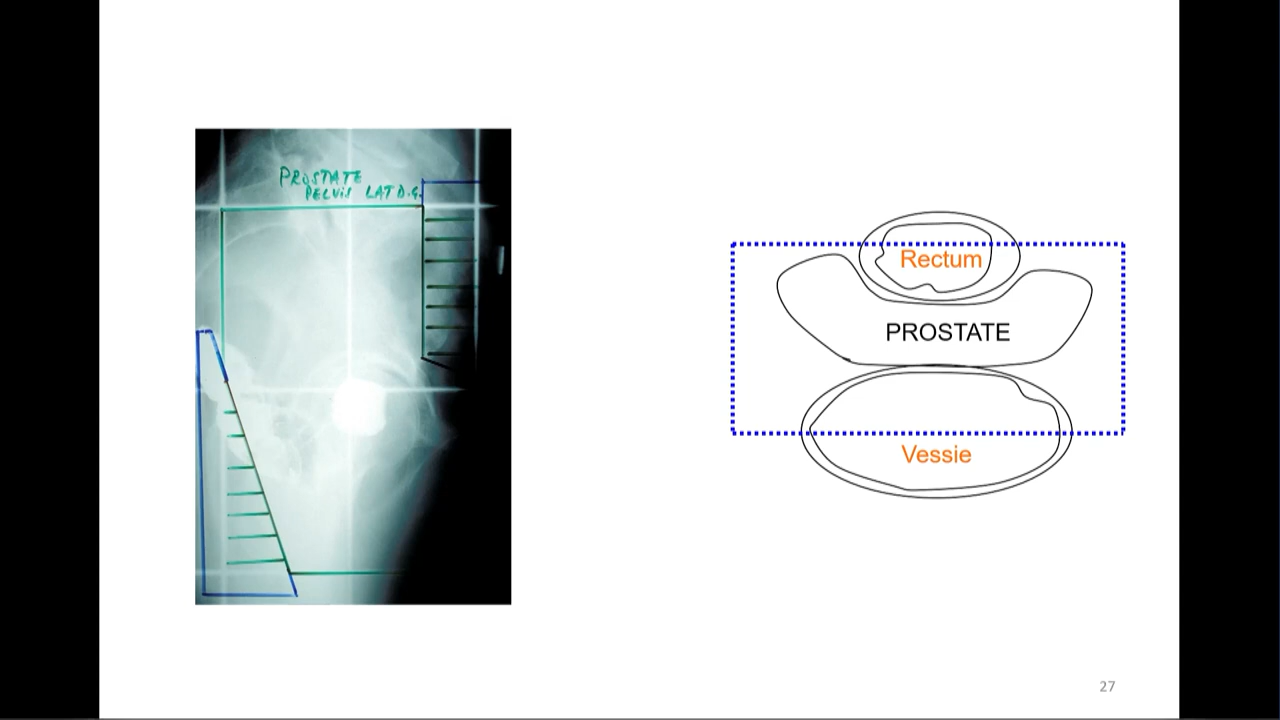 PROSTATE
PELVIS LAT D.G.
Rectum
PROSTATE
Vessie
27